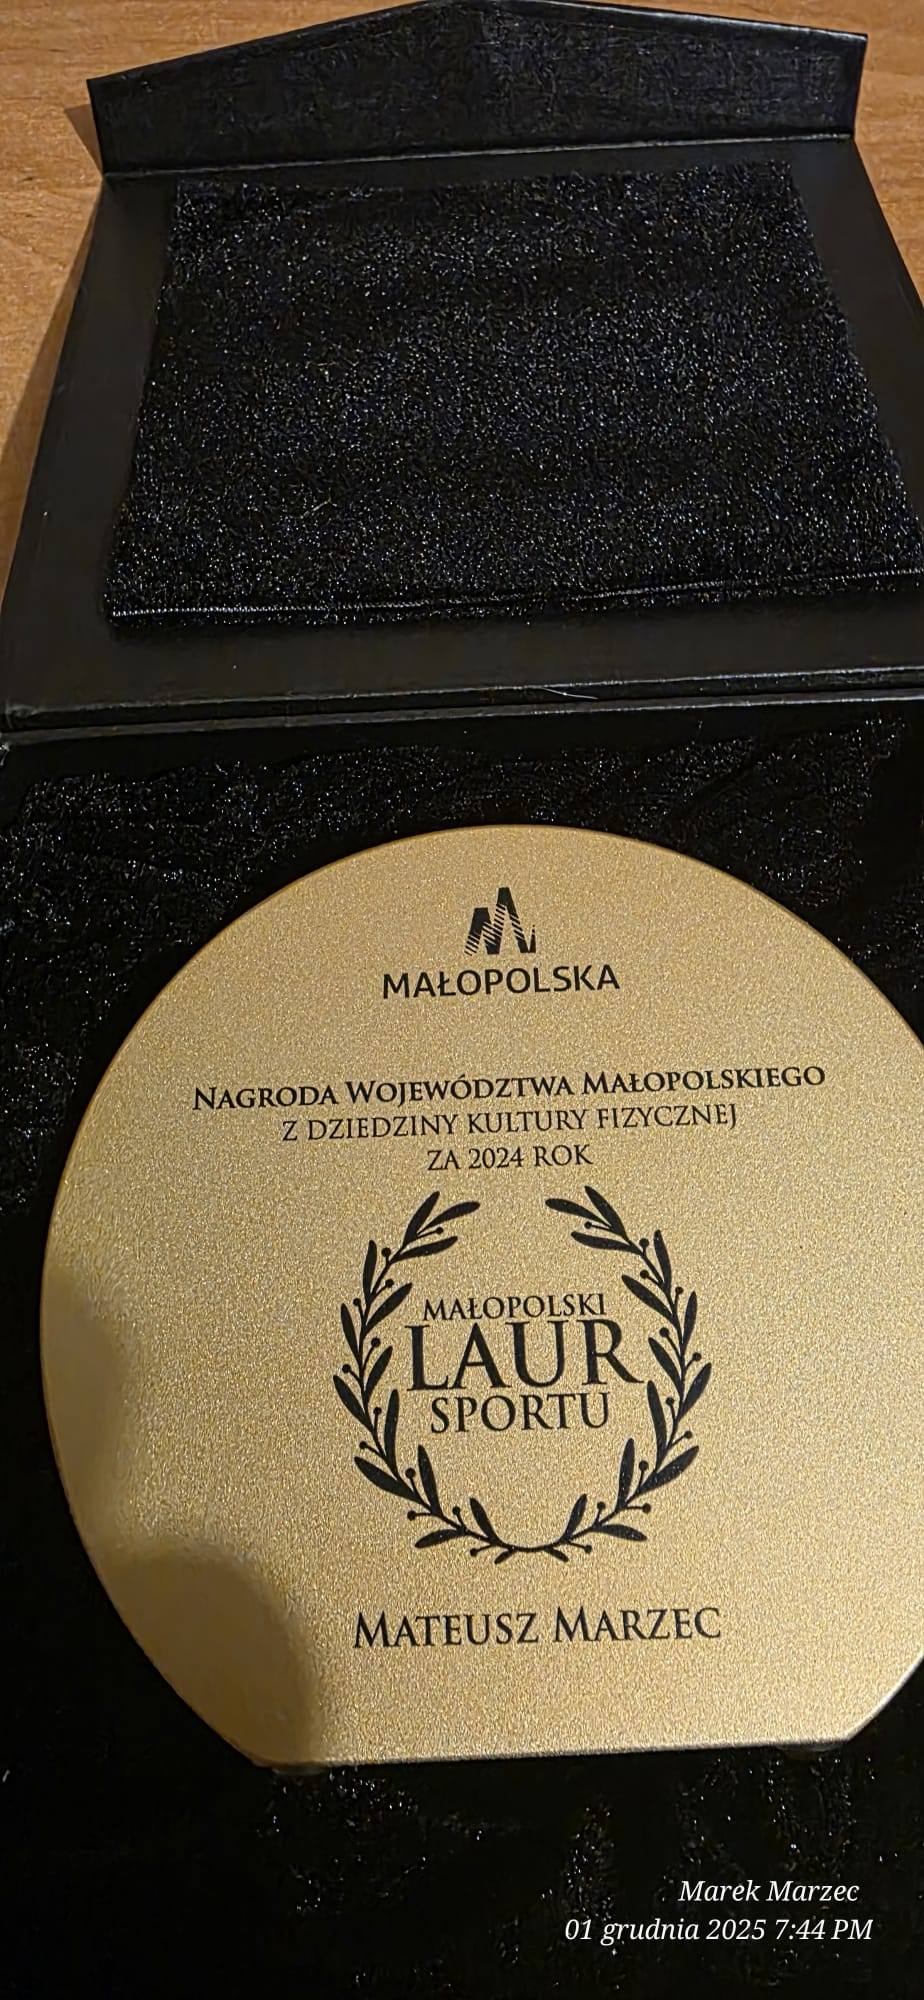 MAŁOPOLSKA
NAGRODA WOJEWÓDZTWA MAŁOPOLSKIEGO
Z DZIEDZINY KULTURY FIZYCZNEJ
ZA 2024 ROK
MAŁOPOLSKI
LAUR
SPORTU
MATEUSZ MARZEC
Marek Marzec
01 grudnia 2025 7:44 PM